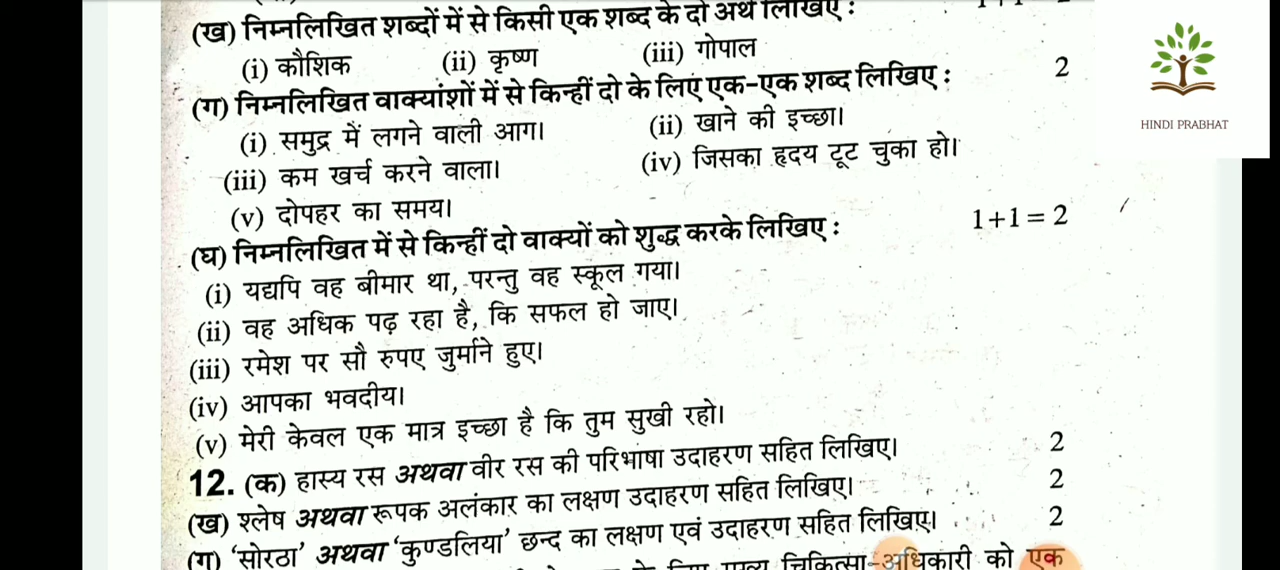 (ख) निम्नलिखित शब्दों में से किसी एक शब्द के दो अर्थ लिखिए :
(i) कौशिक (ii) कृष्ण (iii) गोपाल
(ग) निम्नलिखित वाक्यांशों में से किन्हीं दो के लिए एक-एक शब्द लिखिए : 2
(i) समुद्र में लगने वाली आग। (ii) खाने की इच्छा।
(iii) कम खर्च करने वाला। (iv) जिसका हृदय टूट चुका हो।
(v) दोपहर का समय।
(घ) निम्नलिखित में से किन्हीं दो वाक्यों को शुद्ध करके लिखिए : 1+1=2
(i) यद्यपि वह बीमार था, परन्तु वह स्कूल गया।
(ii) वह अधिक पढ़ रहा है, कि सफल हो जाए।
(iii) रमेश पर सौ रुपए जुर्माने हुए।
(iv) आपका भवदीय।
(v) मेरी केवल एक मात्र इच्छा है कि तुम सुखी रहो।
12. (क) हास्य रस अथवा वीर रस की परिभाषा उदाहरण सहित लिखिए। 2
(ख) श्लेष अथवा रूपक अलंकार का लक्षण उदाहरण सहित लिखिए। 2
(ग) 'सोरठा' अथवा 'कुण्डलिया' छन्द का लक्षण एवं उदाहरण सहित लिखिए। 2
के लिए मुख्य चिकित्सा-अधिकारी को एक
HINDI PRABHAT